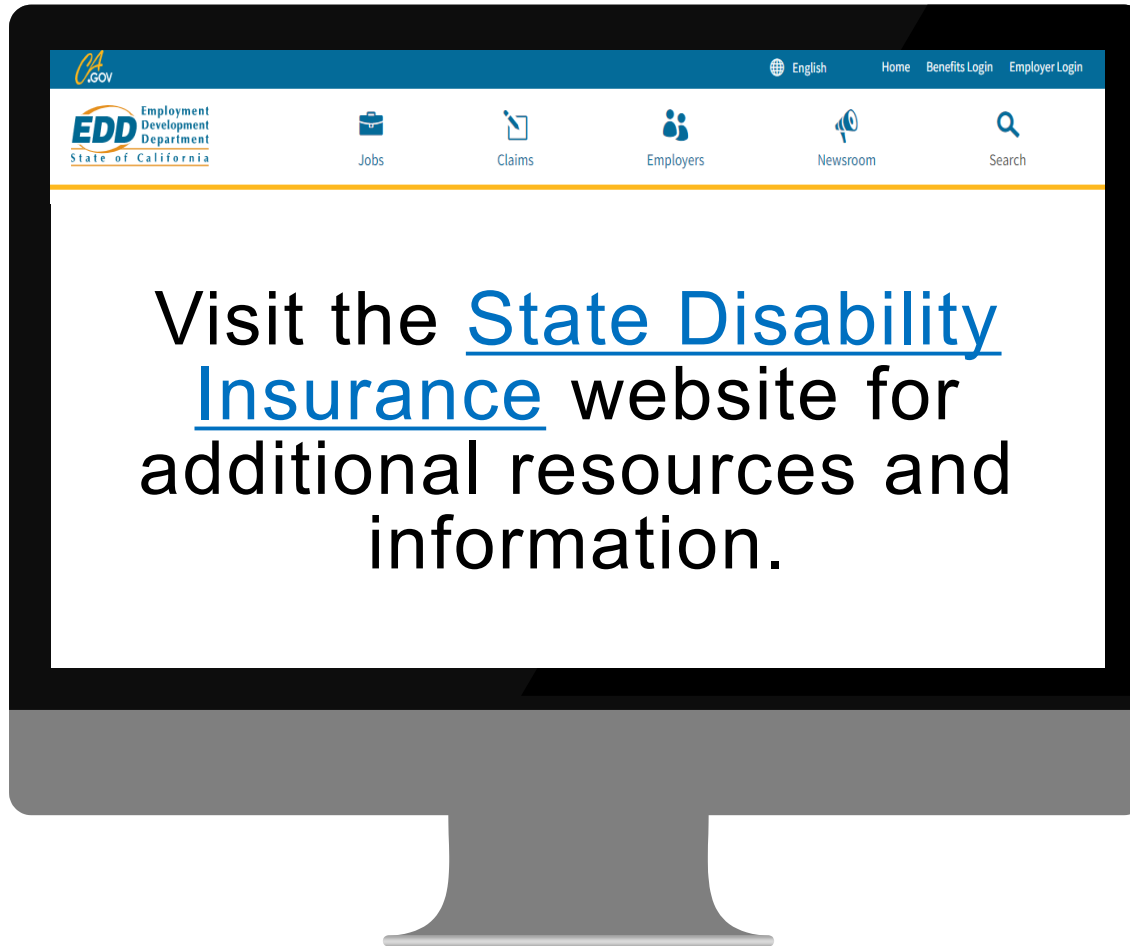 CA.GOV
English Home Benefits Login Employer Login
EDD Employment
Development
Department
State of California
Jobs Claims Employers Newsroom Search
Visit the State Disability
Insurance website for
additional resources and
information.